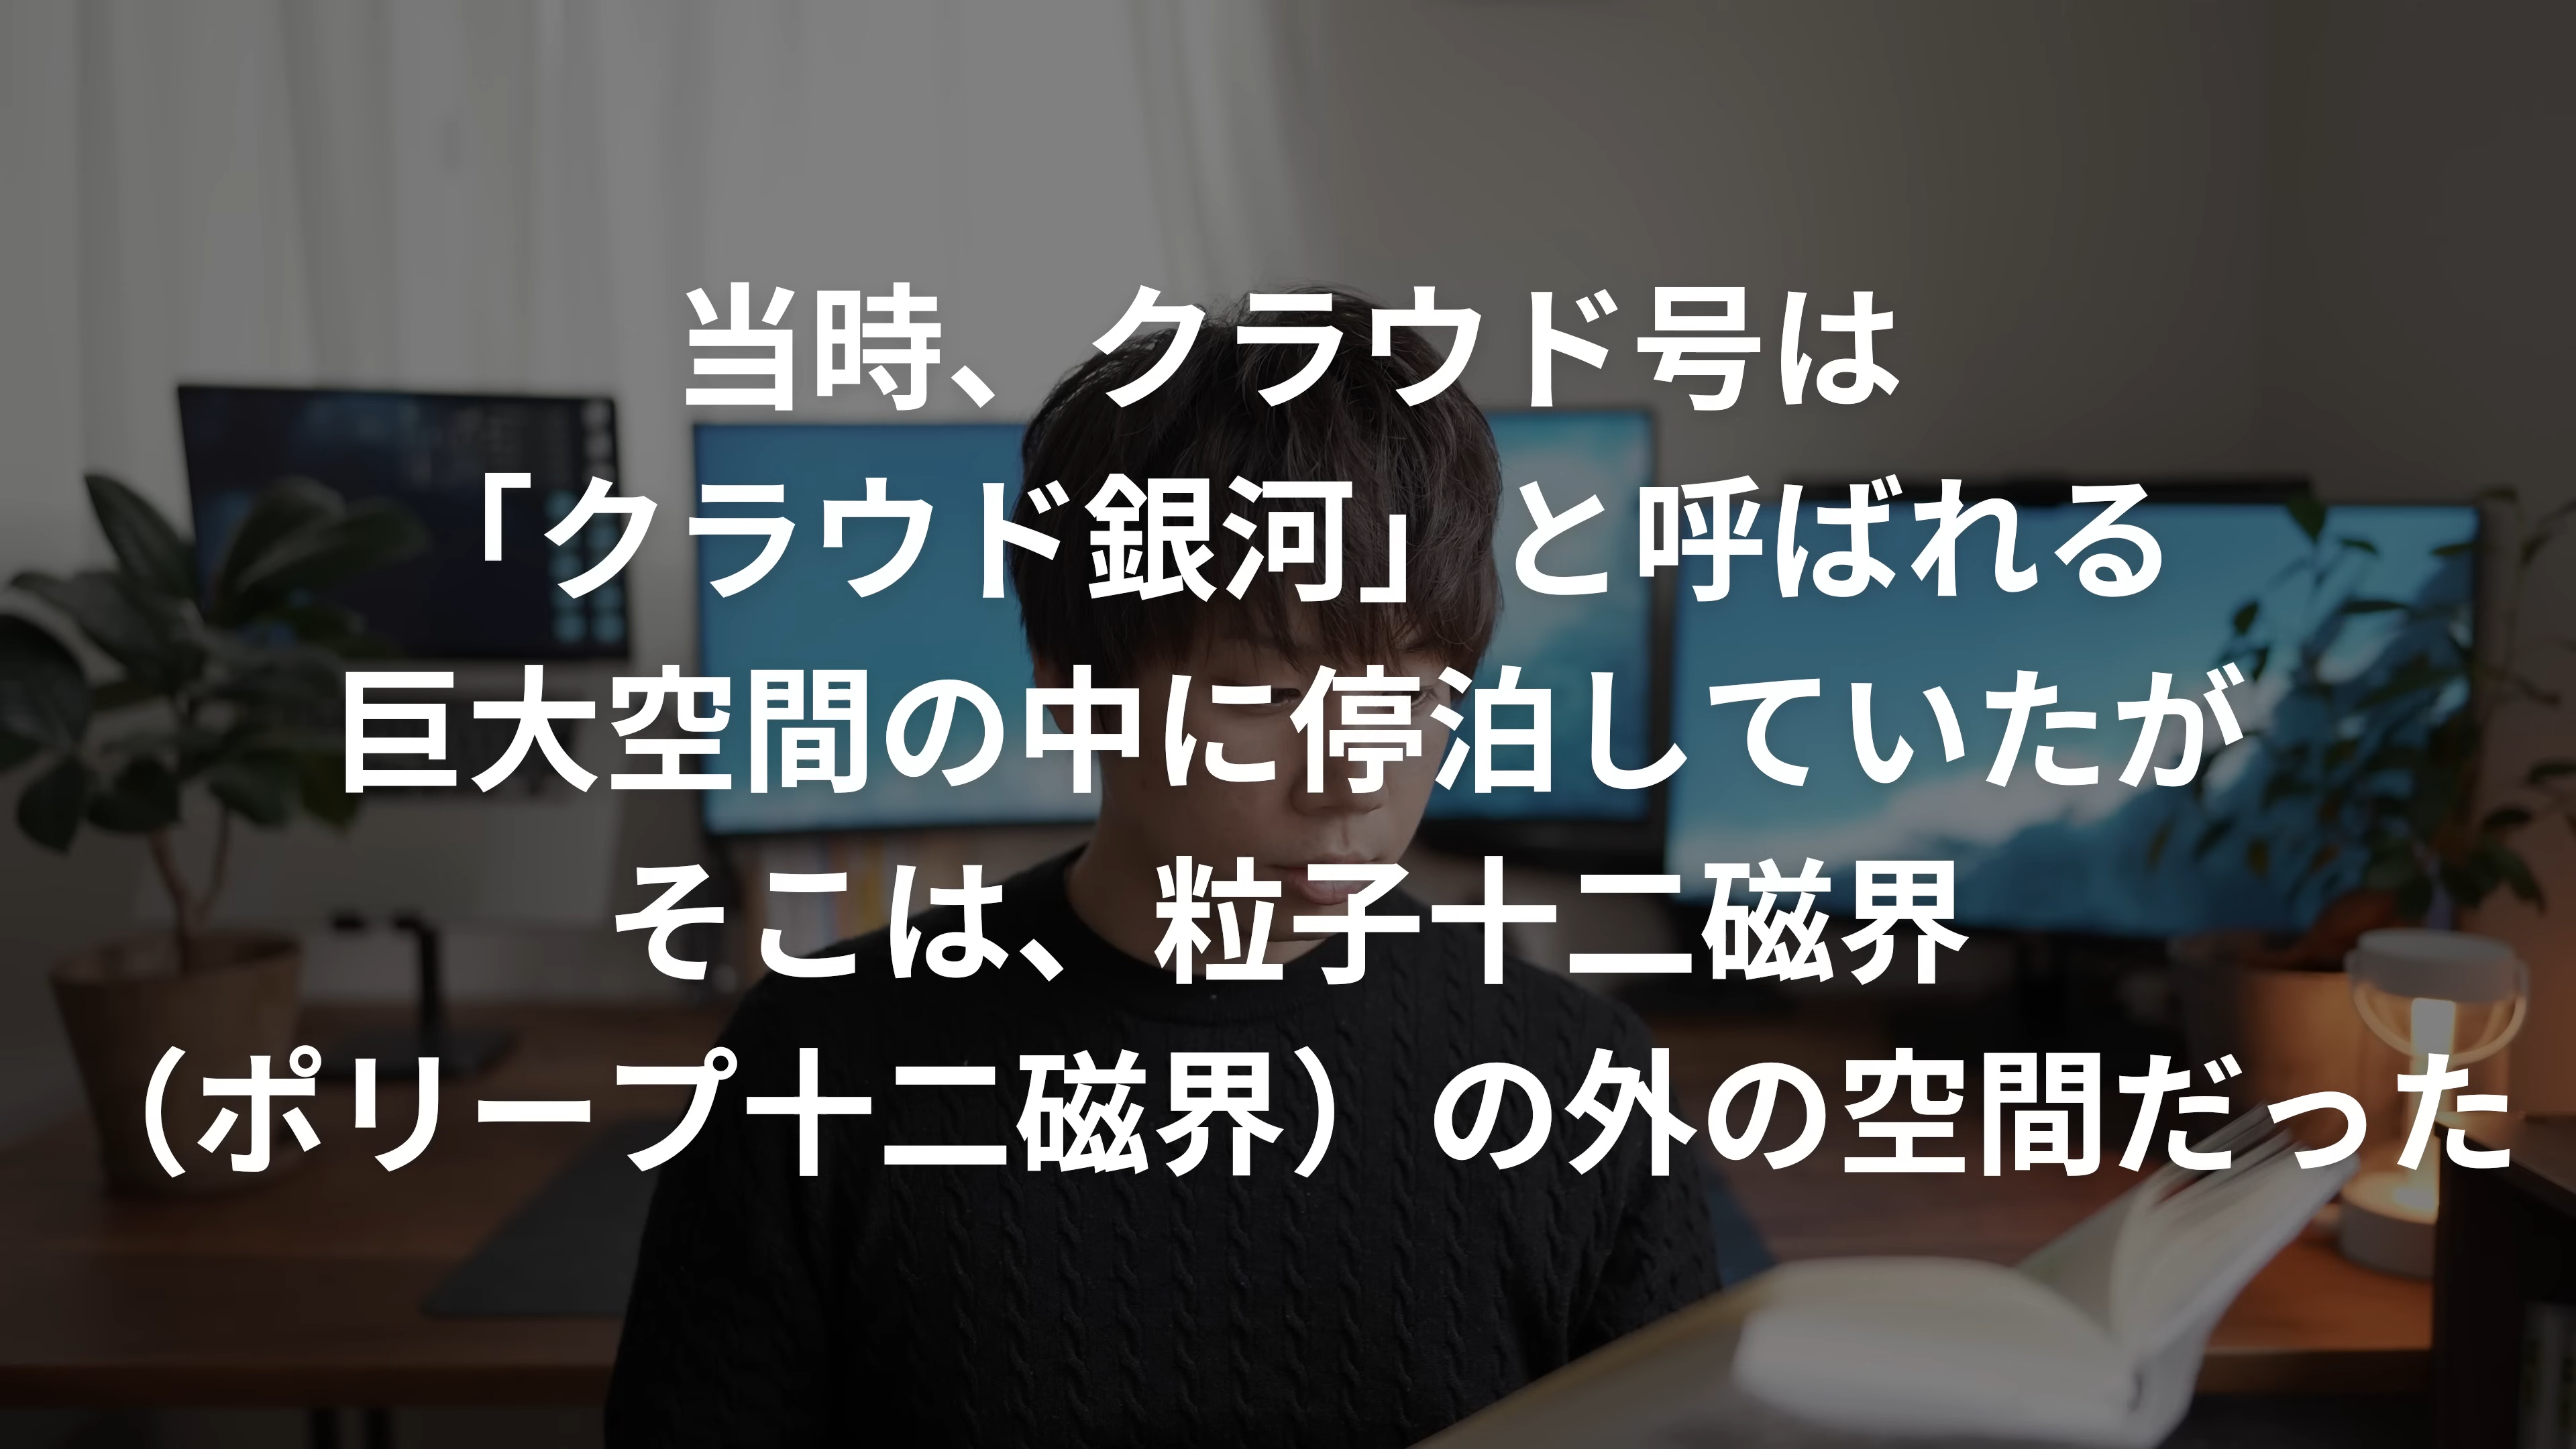 当時、クラウド号は
「クラウド銀河」と呼ばれる
巨大空間の中に停泊していたが
そこは、粒子十二磁界
（ポリープ十二磁界）の外の空間だった